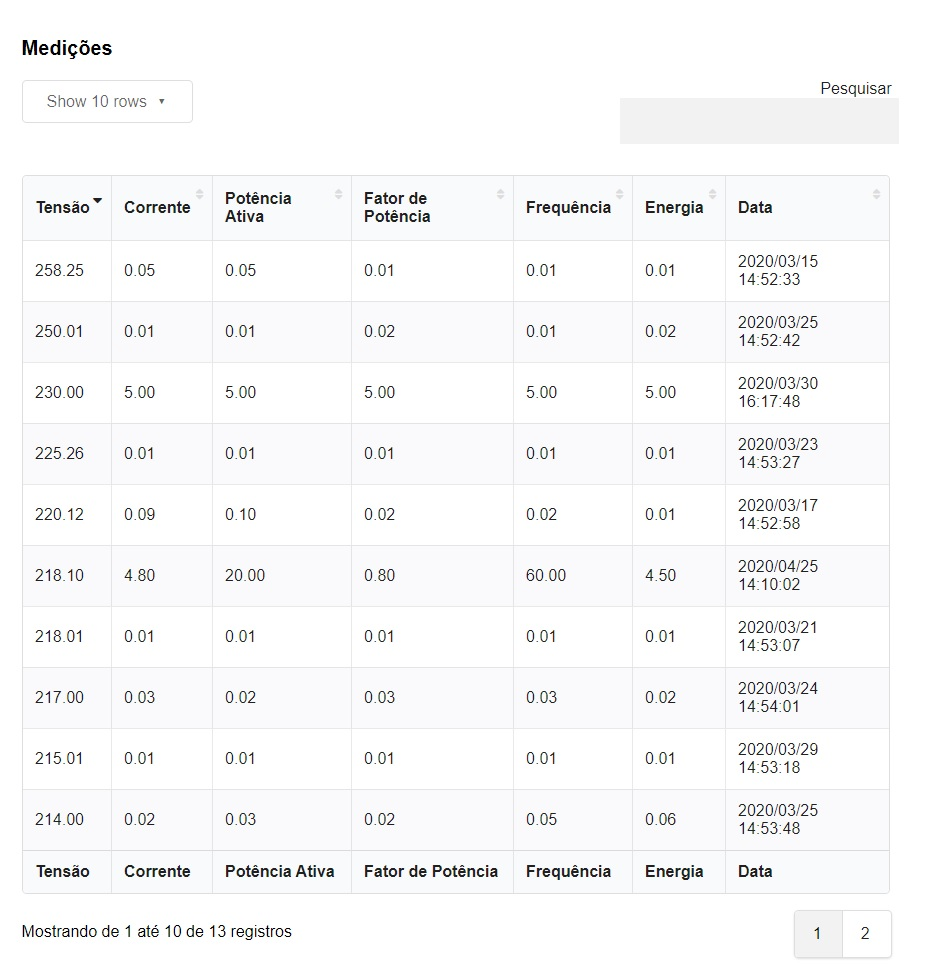 Medições
Show 10 rows ▾
Pesquisar
Tensão Corrente Potência Ativa Fator de Potência Frequência Energia Data
258.25 0.05 0.05 0.01 0.01 0.01 2020/03/15 14:52:33
250.01 0.01 0.01 0.02 0.01 0.02 2020/03/25 14:52:42
230.00 5.00 5.00 5.00 5.00 5.00 2020/03/30 16:17:48
225.26 0.01 0.01 0.01 0.01 0.01 2020/03/23 14:53:27
220.12 0.09 0.10 0.02 0.02 0.01 2020/03/17 14:52:58
218.10 4.80 20.00 0.80 60.00 4.50 2020/04/25 14:10:02
218.01 0.01 0.01 0.01 0.01 0.01 2020/03/21 14:53:07
217.00 0.03 0.02 0.03 0.03 0.02 2020/03/24 14:54:01
215.01 0.01 0.01 0.01 0.01 0.01 2020/03/29 14:53:18
214.00 0.02 0.03 0.02 0.05 0.06 2020/03/25 14:53:48
Tensão Corrente Potência Ativa Fator de Potência Frequência Energia Data
Mostrando de 1 até 10 de 13 registros
1 2